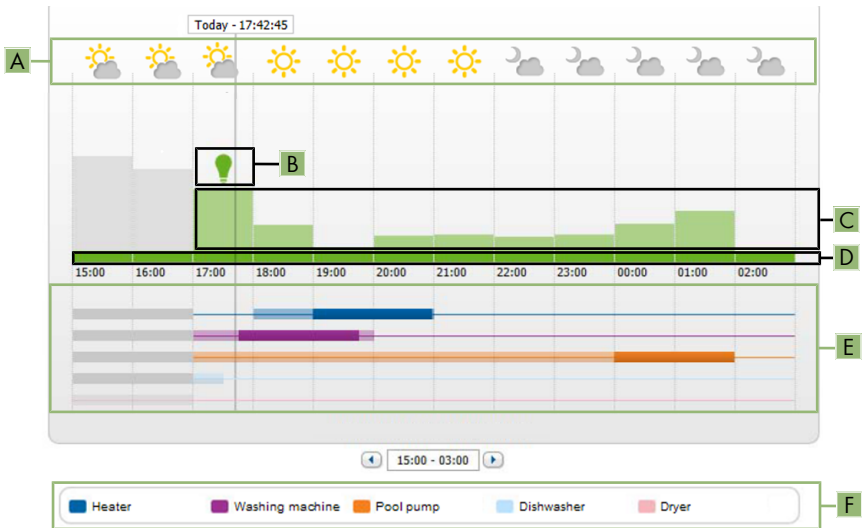 Today - 17:42:45
A
B
C
D
15:00 16:00 17:00 18:00 19:00 20:00 21:00 22:00 23:00 00:00 01:00 02:00
E
15:00 - 03:00
Heater Washing machine Pool pump Dishwasher Dryer
F